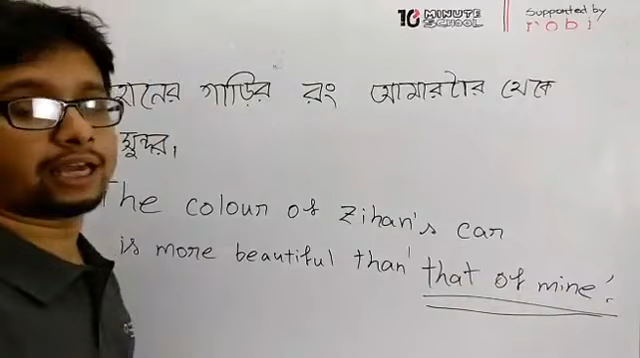 10 MINUTE SCHOOL
Supported by
robi
গাড়ির রং আমারটার থেকে
সুন্দর।
The colour of Zihan's car
is more beautiful than 'that of mine'.